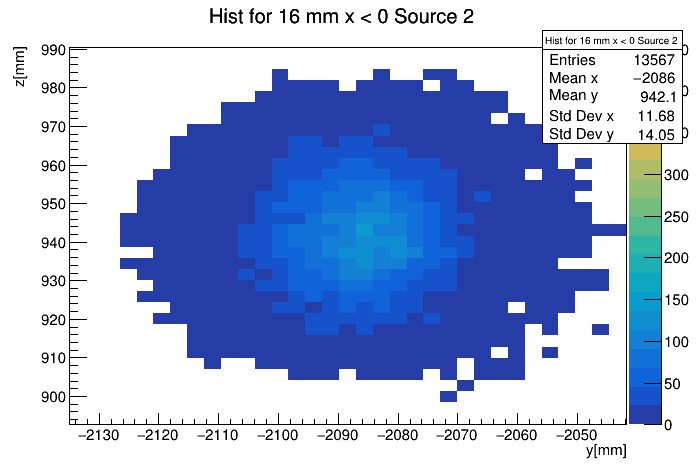 Hist for 16 mm x < 0 Source 2
z[mm]
990
980
970
960
950
940
930
920
910
900
Hist for 16 mm x < 0 Source 2
Entries 13567
Mean x −2086
Mean y 942.1
Std Dev x 11.68
Std Dev y 14.05
300
250
200
150
100
50
0
−2130 −2120 −2110 −2100 −2090 −2080 −2070 −2060 −2050
y[mm]